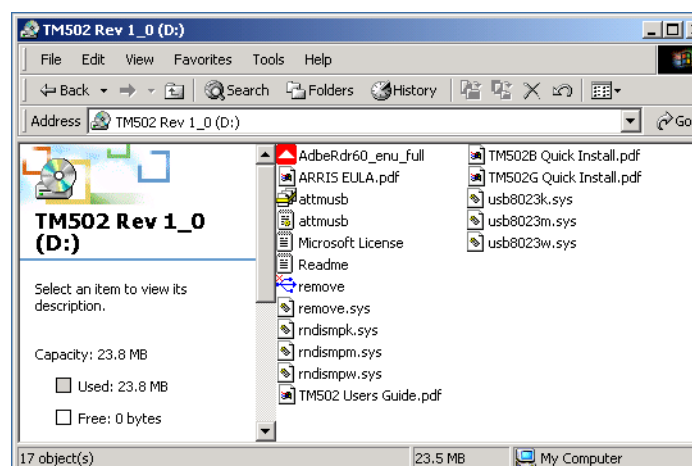 TM502 Rev 1_0 (D:)
File Edit View Favorites Tools Help
Back Search Folders History
Address TM502 Rev 1_0 (D:) Go
TM502 Rev 1_0
(D:)
Select an item to view its
description.
Capacity: 23.8 MB
Used: 23.8 MB
Free: 0 bytes
AdbeRdr60_enu_full
ARRIS EULA.pdf
attmusb
attmusb
Microsoft License
Readme
remove
remove.sys
rndismpk.sys
rndismpm.sys
rndismpw.sys
TM502 Users Guide.pdf
TM502B Quick Install.pdf
TM502G Quick Install.pdf
usb8023k.sys
usb8023m.sys
usb8023w.sys
17 object(s) 23.5 MB My Computer